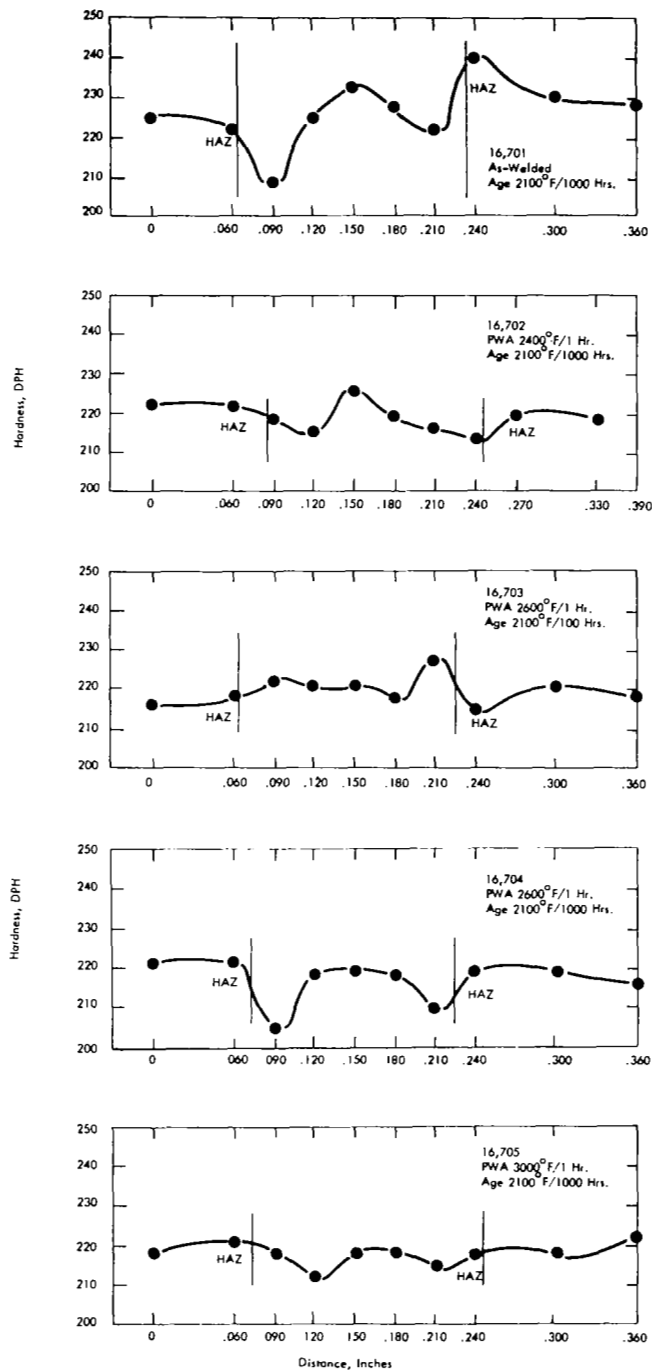 250
240
230
220
210
200
HAZ
HAZ
16,701
As-Welded
Age 2100°F/1000 Hrs.
0 .060 .090 .120 .150 .180 .210 .240 .300 .360
250
240
230
220
210
200
HAZ
HAZ
16,702
PWA 2400°F/1 Hr.
Age 2100°F/1000 Hrs.
0 .060 .090 .120 .150 .180 .210 .240 .270 .330 .390
Hardness, DPH
250
240
230
220
210
200
HAZ
HAZ
16,703
PWA 2600°F/1 Hr.
Age 2100°F/100 Hrs.
0 .060 .090 .120 .150 .180 .210 .240 .300 .360
250
240
230
220
210
200
HAZ
HAZ
16,704
PWA 2600°F/1 Hr.
Age 2100°F/1000 Hrs.
0 060 090 .120 .150 180 .210 .240 .300 .360
Hardness, DPH
250
240
230
220
210
200
HAZ
HAZ
16,705
PWA 3000°F/1 Hr.
Age 2100°F/1000 Hrs.
0 .060 .090 .120 .150 .180 .210 .240 .300 .360
Distance, Inches